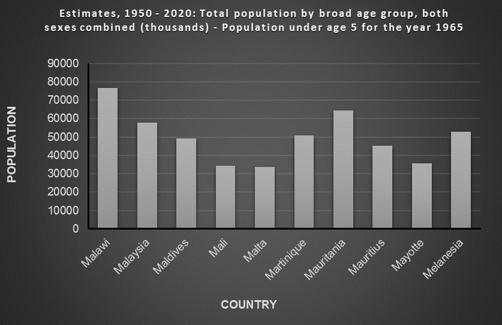 Estimates, 1950 - 2020: Total population by broad age group, both
sexes combined (thousands) - Population under age 5 for the year 1965
POPULATION
90000
80000
70000
60000
50000
40000
30000
20000
10000
0
Malawi
Malaysia
Maldives
Mali
Malta
Martinique
Mauritania
Mauritius
Mayotte
Melanesia
COUNTRY